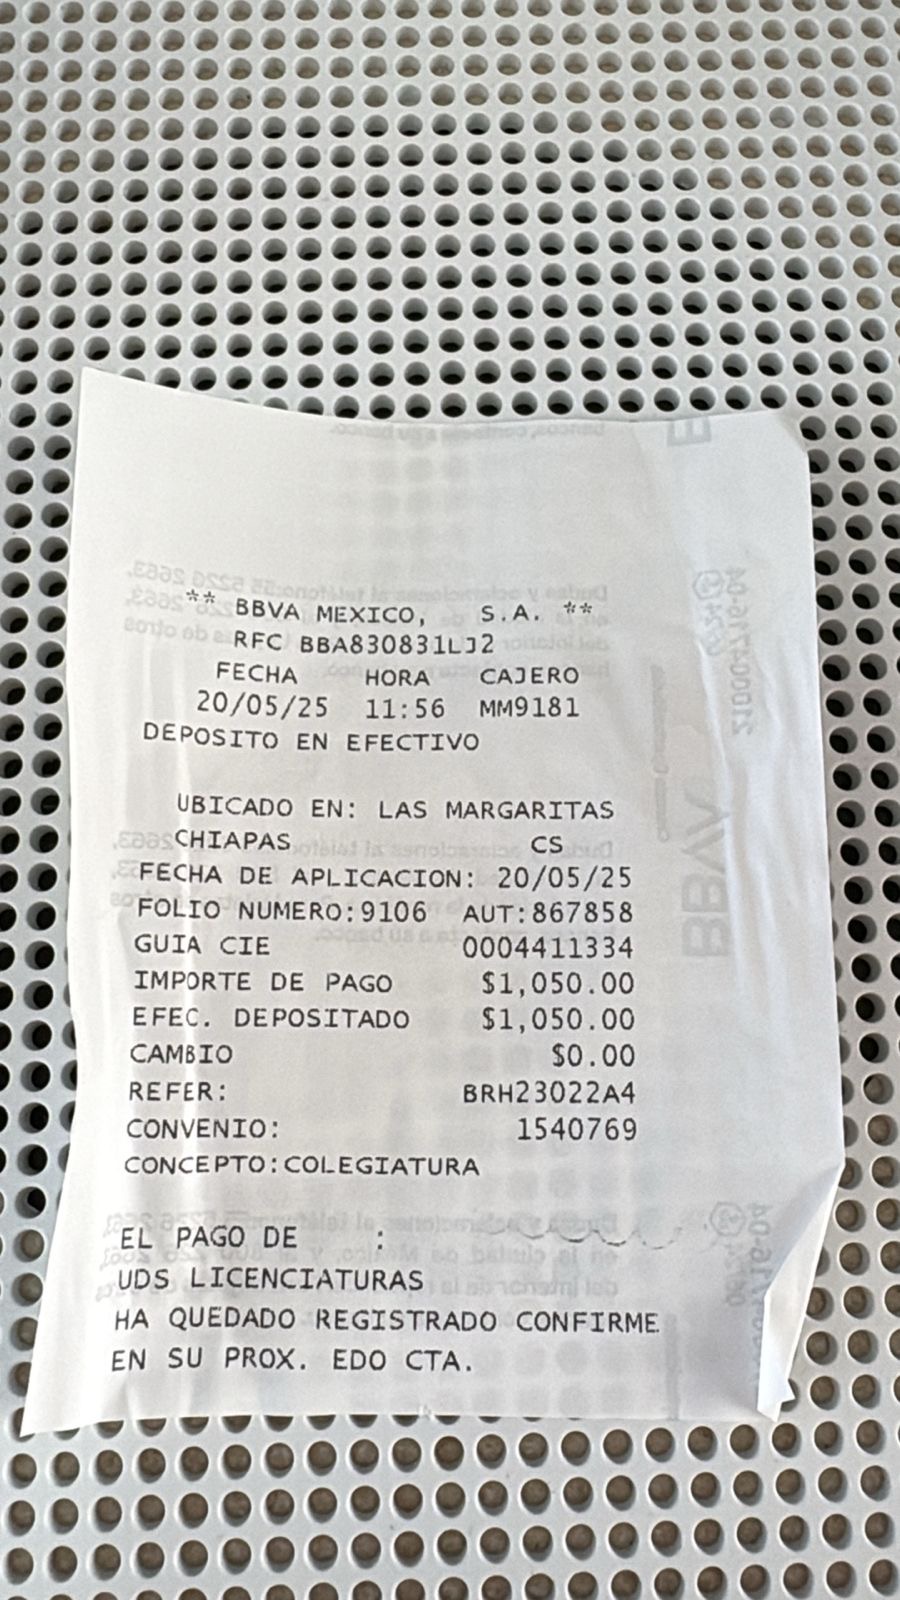 ** BBVA MEXICO, S.A. **
RFC BBA830831LJ2
FECHA HORA CAJERO
20/05/25 11:56 MM9181
DEPOSITO EN EFECTIVO
UBICADO EN: LAS MARGARITAS
CHIAPAS CS
FECHA DE APLICACION: 20/05/25
FOLIO NUMERO:9106 AUT:867858
GUIA CIE 0004411334
IMPORTE DE PAGO $1,050.00
EFEC. DEPOSITADO $1,050.00
CAMBIO $0.00
REFER: BRH23022A4
CONVENIO: 1540769
CONCEPTO:COLEGIATURA
EL PAGO DE :
UDS LICENCIATURAS
HA QUEDADO REGISTRADO CONFIRME
EN SU PROX. EDO CTA.
BBVA
210004716-04